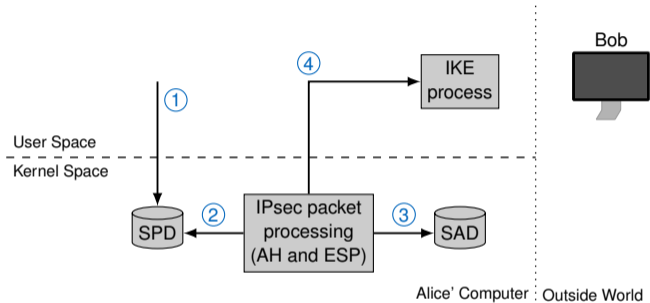 Bob
④
IKE
process
①
User Space
Kernel Space
②
IPsec packet
processing
(AH and ESP)
③
SPD
SAD
Alice' Computer
Outside World